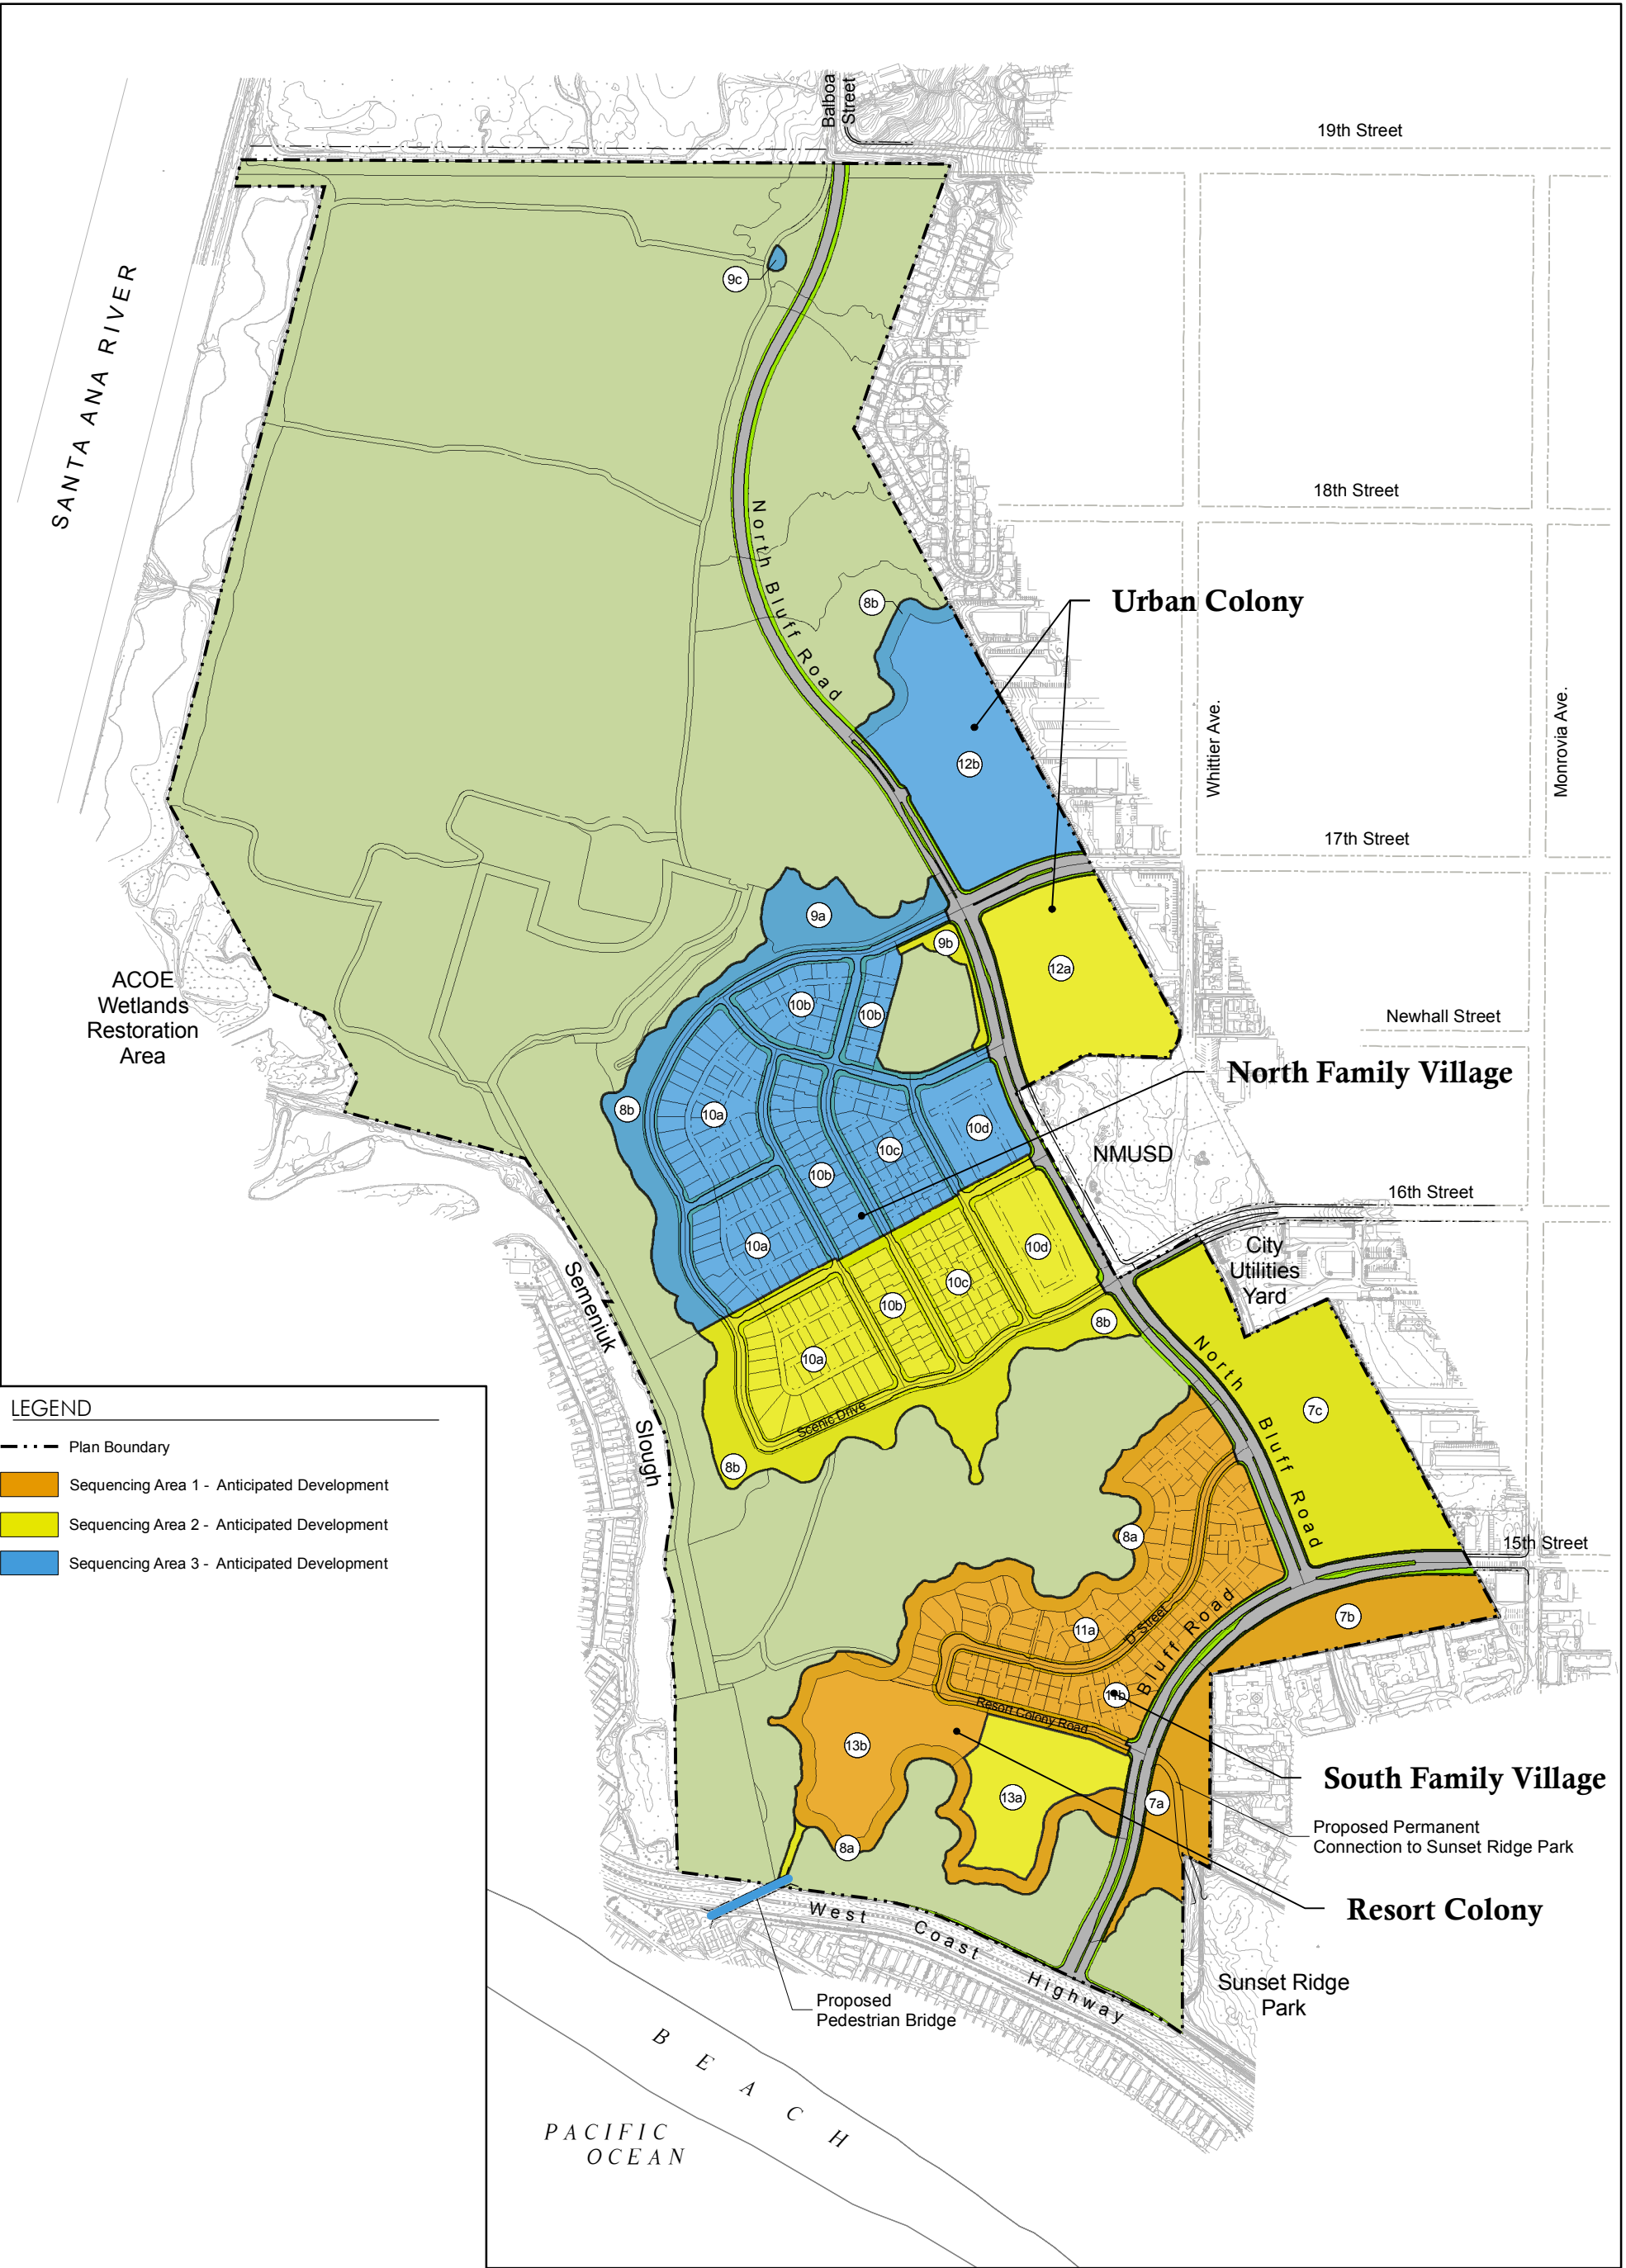 Balboa
Street
19th Street
SANTA ANA RIVER
9c
18th Street
North Bluff Road
8b
Urban Colony
Whittier Ave.
Monrovia Ave.
12b
17th Street
9a
9b
12a
ACOE
Wetlands
Restoration
Area
10b
10b
Newhall Street
North Family Village
8b
10a
10d
10c
NMUSD
10b
16th Street
10a
10d
City
Utilities
Yard
10c
10b
8b
Semeniuk
Slough
10a
North
Bluff Road
7c
Scenic Drive
8b
LEGEND
Plan Boundary
Sequencing Area 1 - Anticipated Development
Sequencing Area 2 - Anticipated Development
Sequencing Area 3 - Anticipated Development
8a
15th Street
7b
11a
D' Street
Bluff Road
11b
Resort Colony Road
13b
South Family Village
13a
7a
Proposed Permanent
Connection to Sunset Ridge Park
8a
Resort Colony
West Coast Highway
Sunset Ridge
Park
Proposed
Pedestrian Bridge
BEACH
PACIFIC
OCEAN